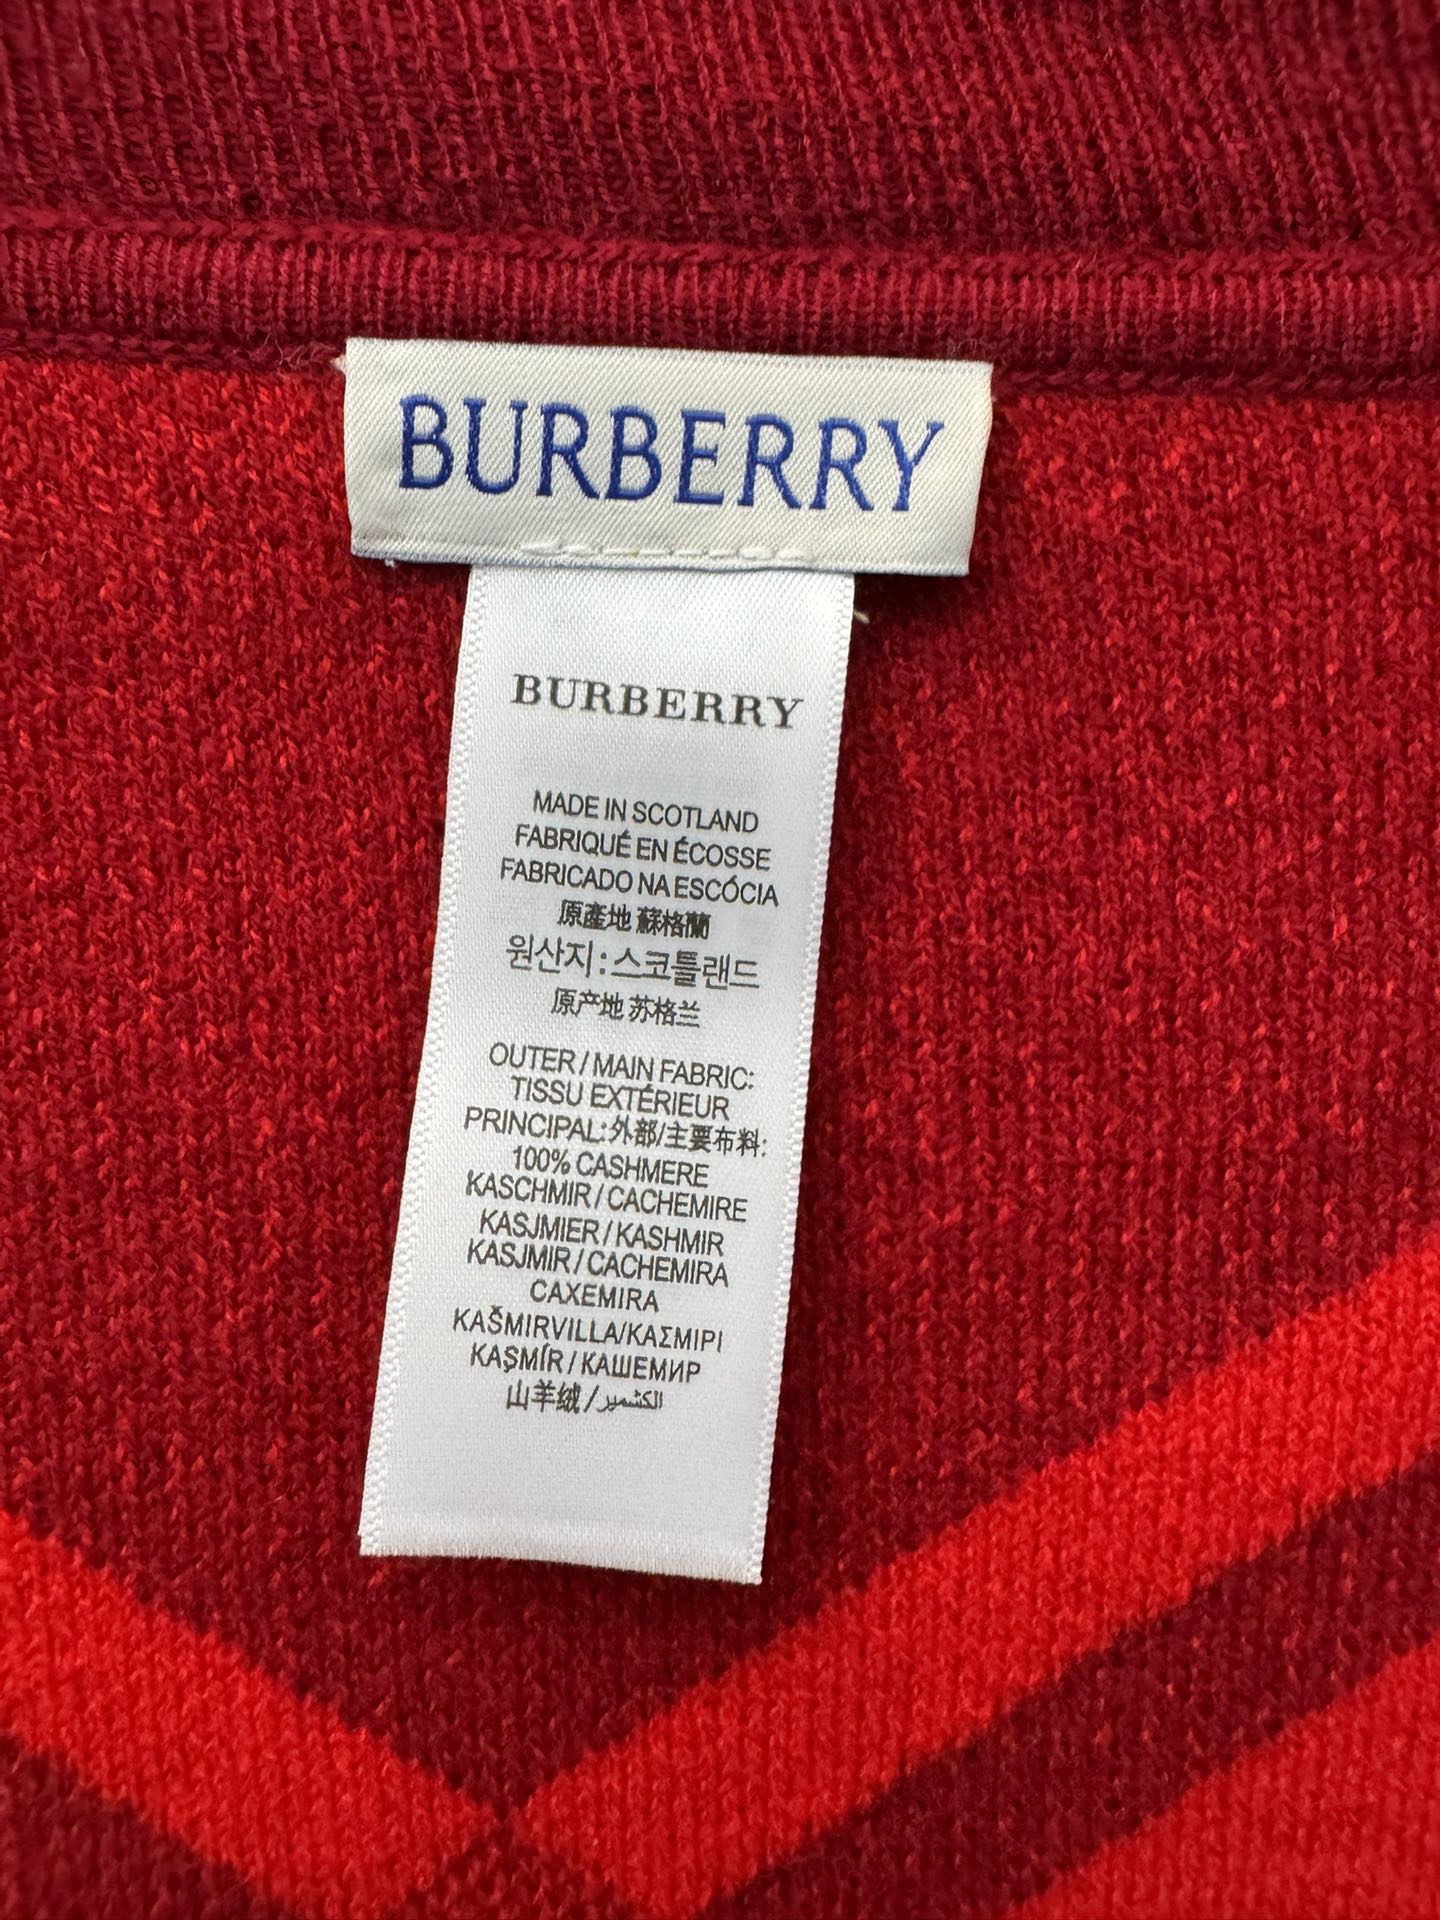 BURBERRY
BURBERRY
MADE IN SCOTLAND
FABRIQUÉ EN ÉCOSSE
FABRICADO NA ESCÓCIA
原產地 蘇格蘭
원산지:스코틀랜드
原产地 苏格兰
OUTER / MAIN FABRIC:
TISSU EXTÉRIEUR
PRINCIPAL:外部/主要布料:
100% CASHMERE
KASCHMIR / CACHEMIRE
KASJMIER / KASHMIR
KASJMIR / CACHEMIRA
CAXEMIRA
KAŠMIRVILLA/ΚΑΣΜΙΡΙ
KAŞMİR / КАШЕМИР
山羊绒 / الكشمير